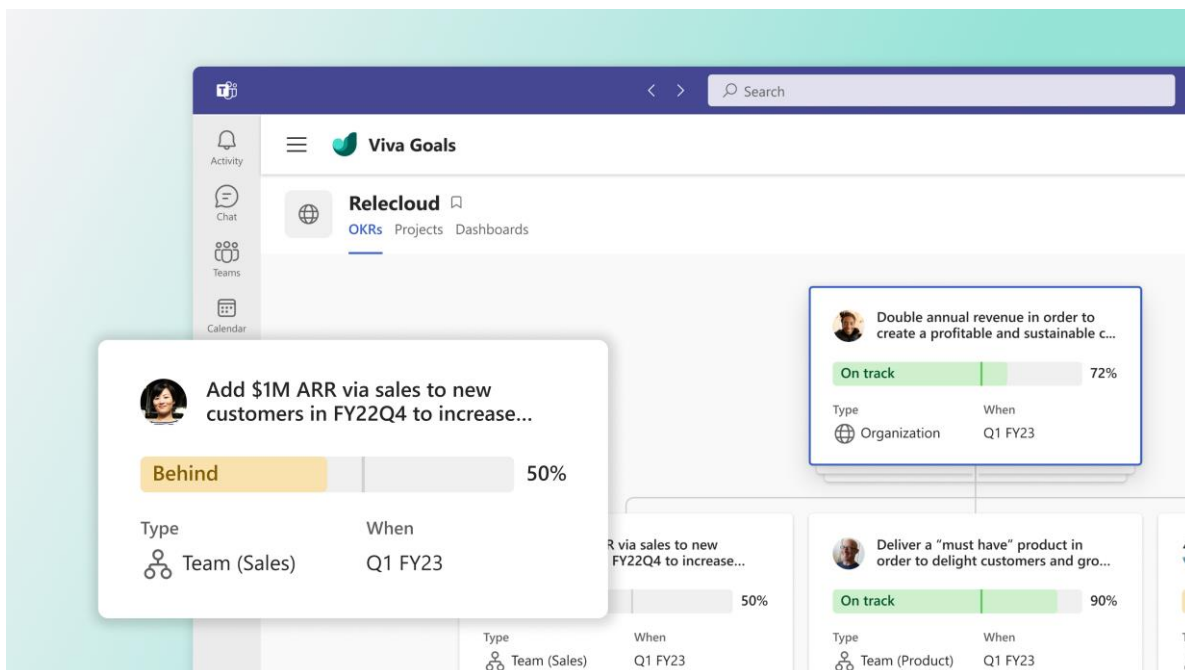 Search
Activity
Viva Goals
Chat
Relecloud
OKRs Projects Dashboards
Teams
Calendar
Double annual revenue in order to
create a profitable and sustainable c...
On track 72%
Type When
Organization Q1 FY23
Add $1M ARR via sales to new
customers in FY22Q4 to increase...
Behind 50%
Type When
Team (Sales) Q1 FY23
R via sales to new
FY22Q4 to increase...
50%
Type When
Team (Sales) Q1 FY23
Deliver a “must have” product in
order to delight customers and gro...
On track 90%
Type When
Team (Product) Q1 FY23